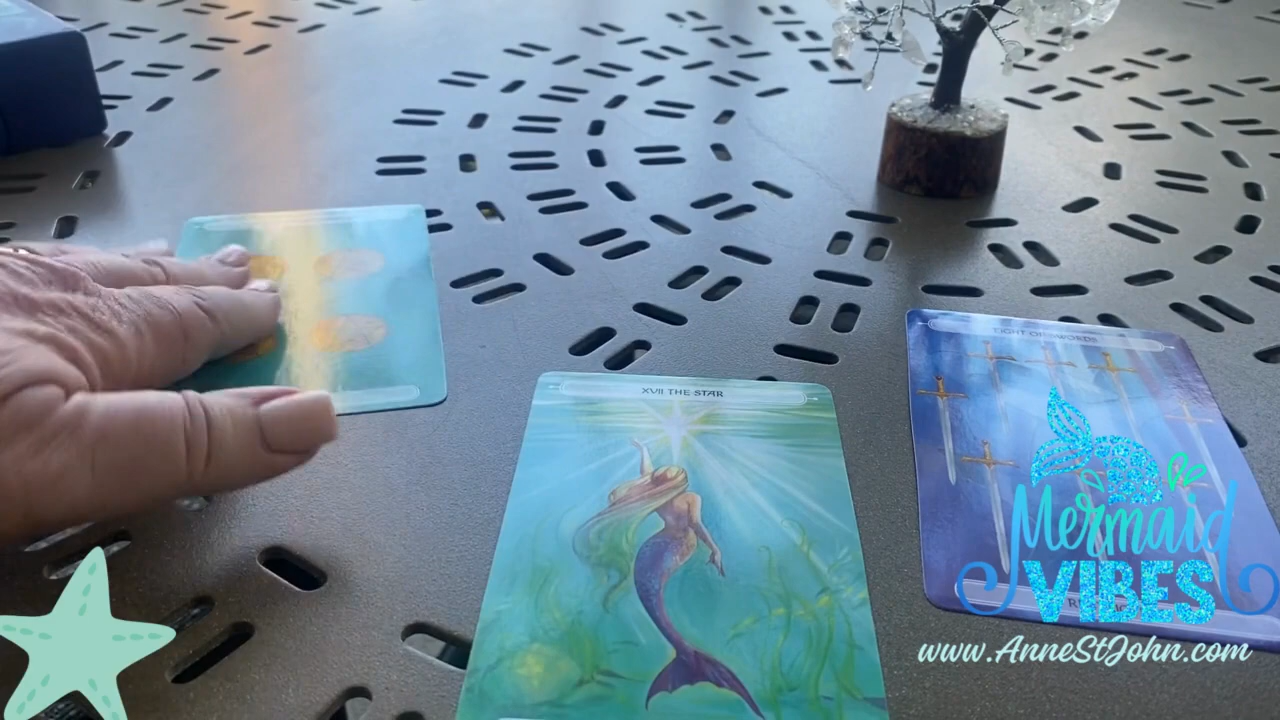 XVII THE STAR
EIGHT OF SWORDS
Mermaid
VIBES
www.AnneStJohn.com